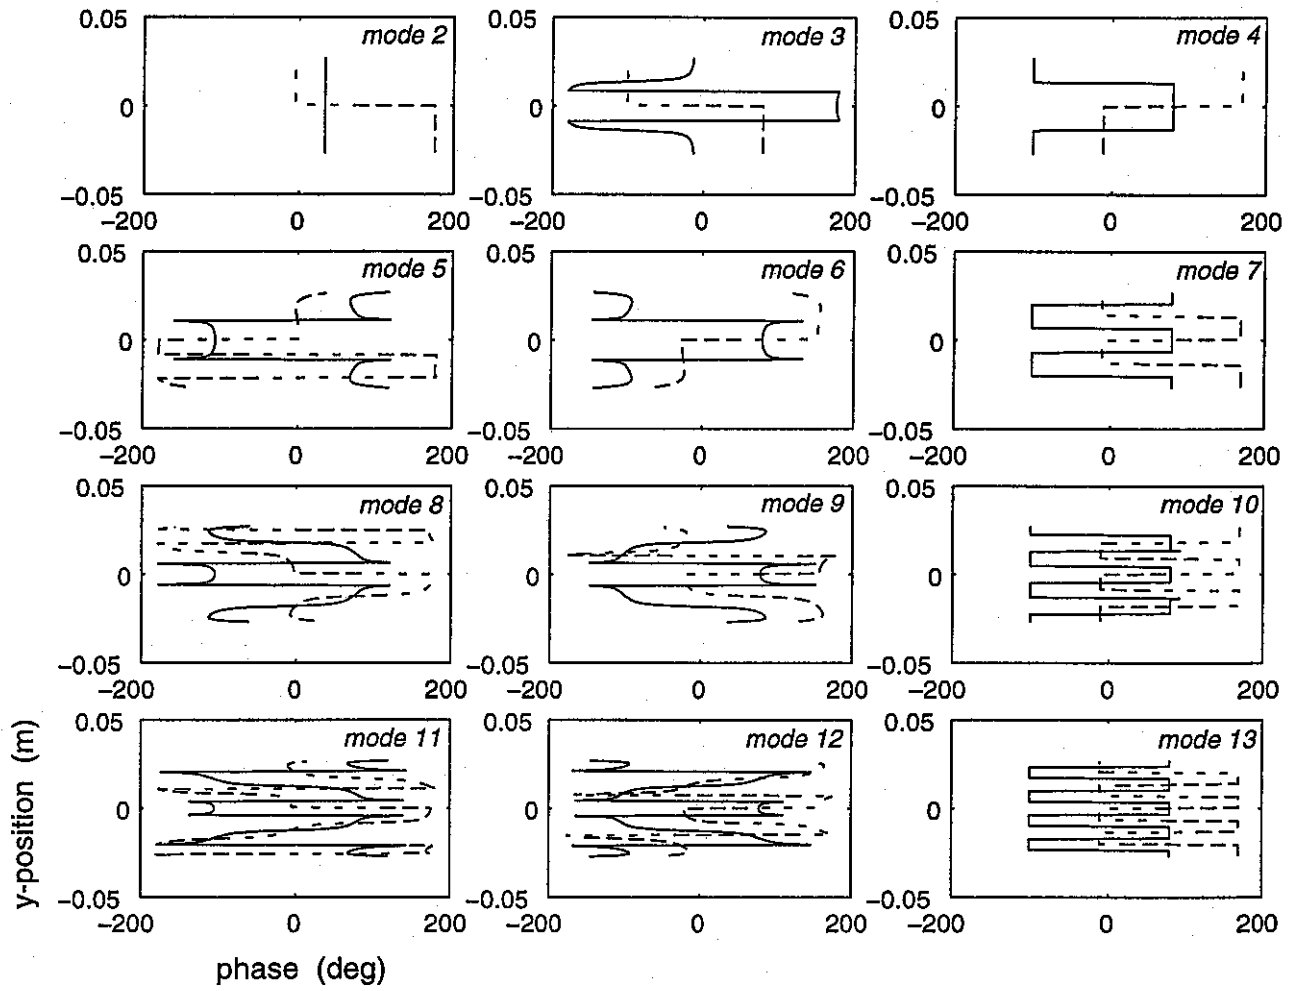 0.05 mode 2 0.05 mode 3 0.05 mode 4
0 0 0
−0.05 −0.05 −0.05
−200 0 200 −200 0 200 −200 0 200
0.05 mode 5 0.05 mode 6 0.05 mode 7
0 0 0
−0.05 −0.05 −0.05
−200 0 200 −200 0 200 −200 0 200
0.05 mode 8 0.05 mode 9 0.05 mode 10
0 0 0
−0.05 −0.05 −0.05
−200 0 200 −200 0 200 −200 0 200
0.05 mode 11 0.05 mode 12 0.05 mode 13
0 0 0
−0.05 −0.05 −0.05
−200 0 200 −200 0 200 −200 0 200
y-position (m)
phase (deg)